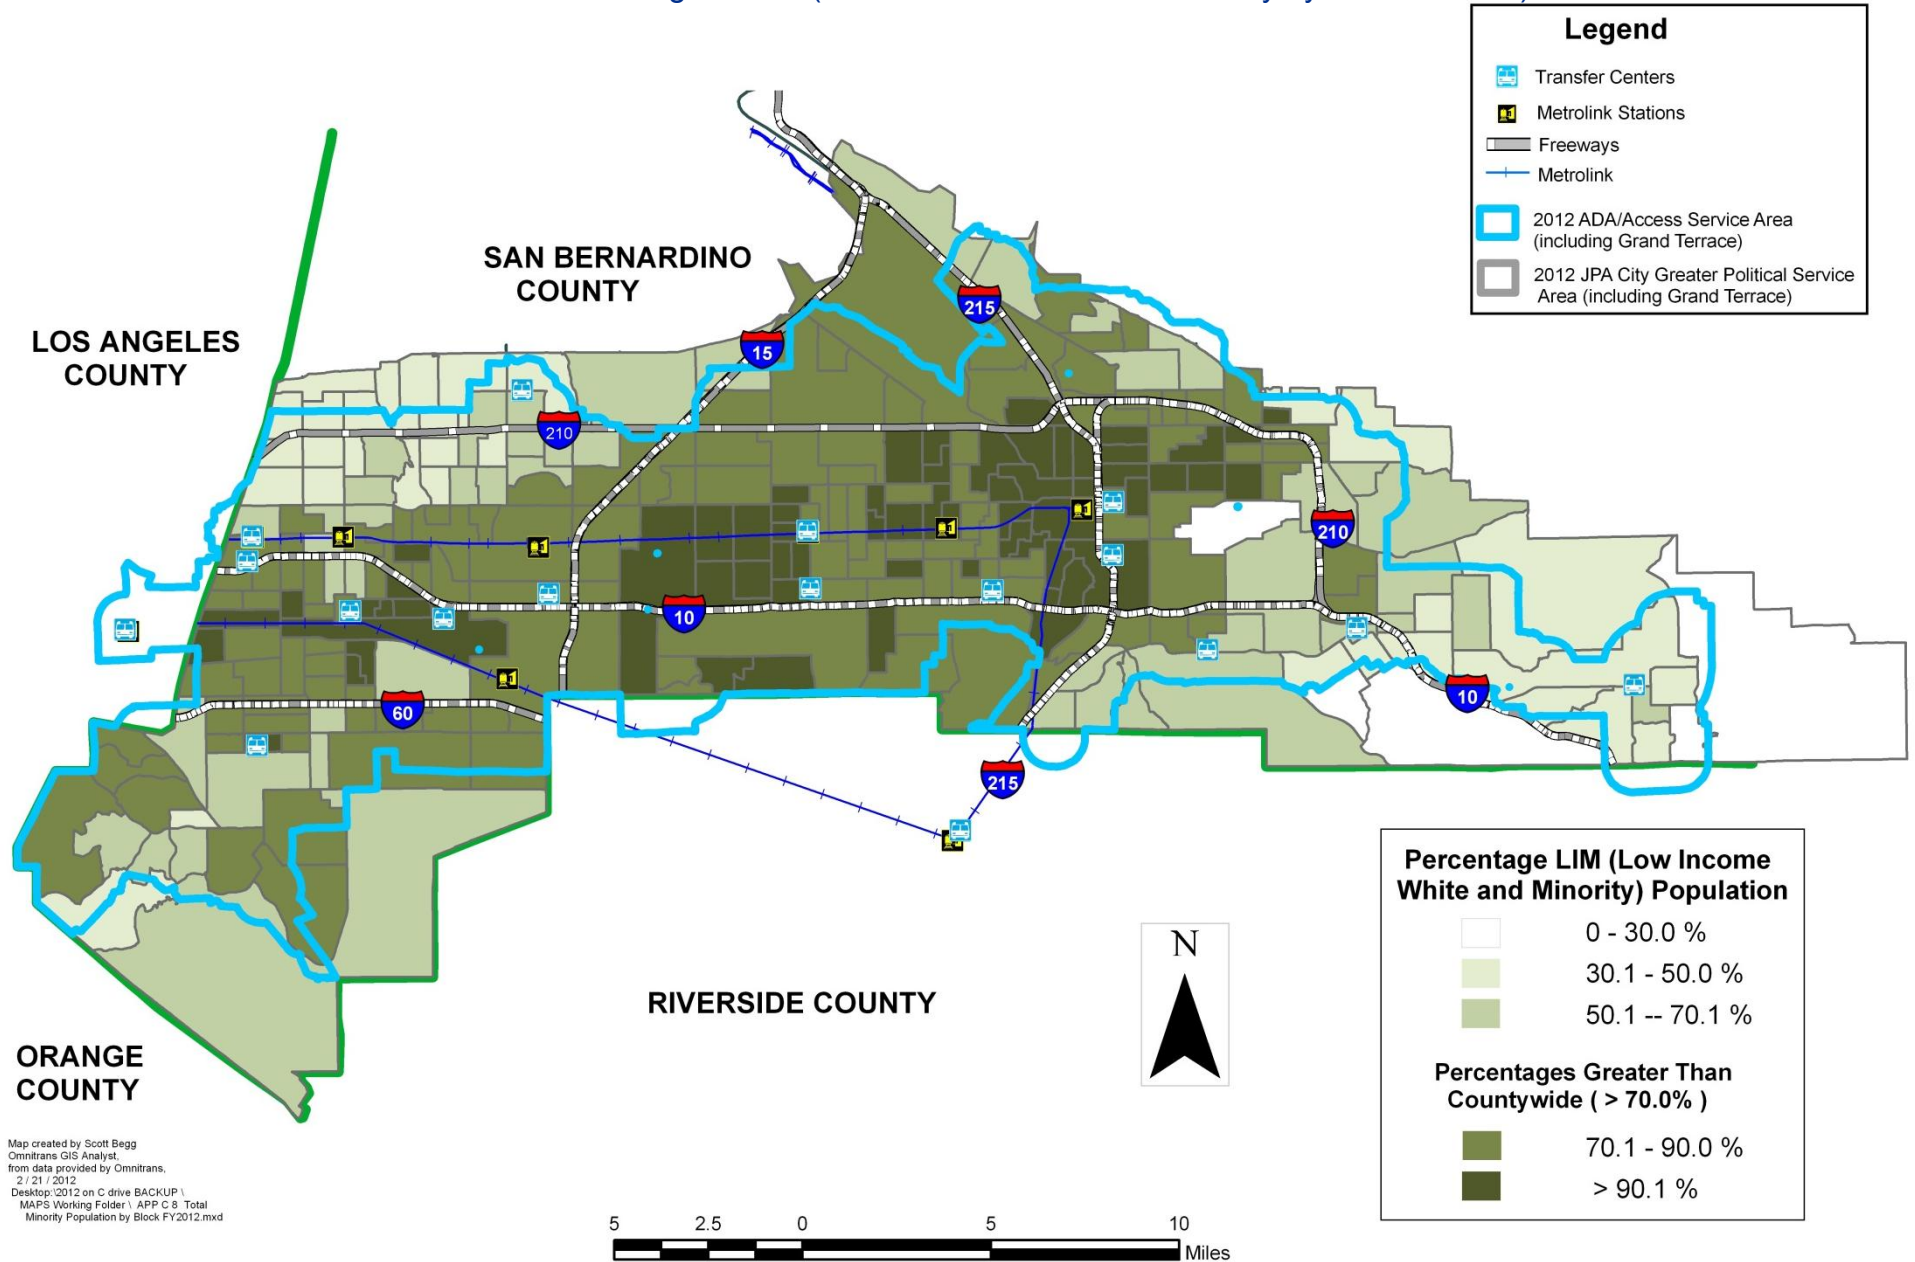 Legend
Transfer Centers
Metrolink Stations
Freeways
Metrolink
2012 ADA/Access Service Area
(including Grand Terrace)
2012 JPA City Greater Political Service
Area (including Grand Terrace)
SAN BERNARDINO
COUNTY
LOS ANGELES
COUNTY
215
15
210
210
10
10
60
215
RIVERSIDE COUNTY
ORANGE
COUNTY
N
Percentage LIM (Low Income
White and Minority) Population
0 - 30.0 %
30.1 - 50.0 %
50.1 -- 70.1 %
Percentages Greater Than
Countywide ( > 70.0% )
70.1 - 90.0 %
> 90.1 %
Map created by Scott Begg
Omnitrans GIS Analyst,
from data provided by Omnitrans,
2 / 21 / 2012
Desktop:\2012 on C drive BACKUP \
MAPS Working Folder \ APP C 8 Total
Minority Population by Block FY2012.mxd
5 2.5 0 5 10
Miles